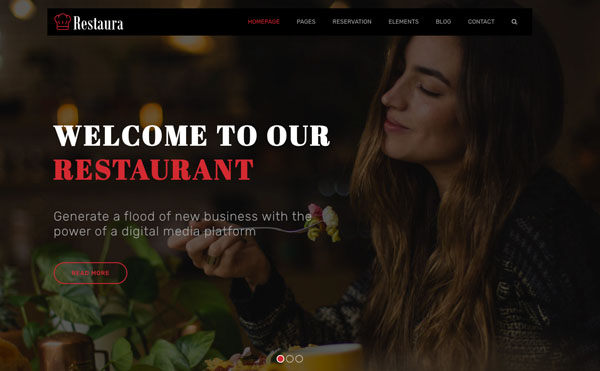 Restaura
HOMEPAGE PAGES RESERVATION ELEMENTS BLOG CONTACT
WELCOME TO OUR
RESTAURANT
Generate a flood of new business with the
power of a digital media platform
READ MORE